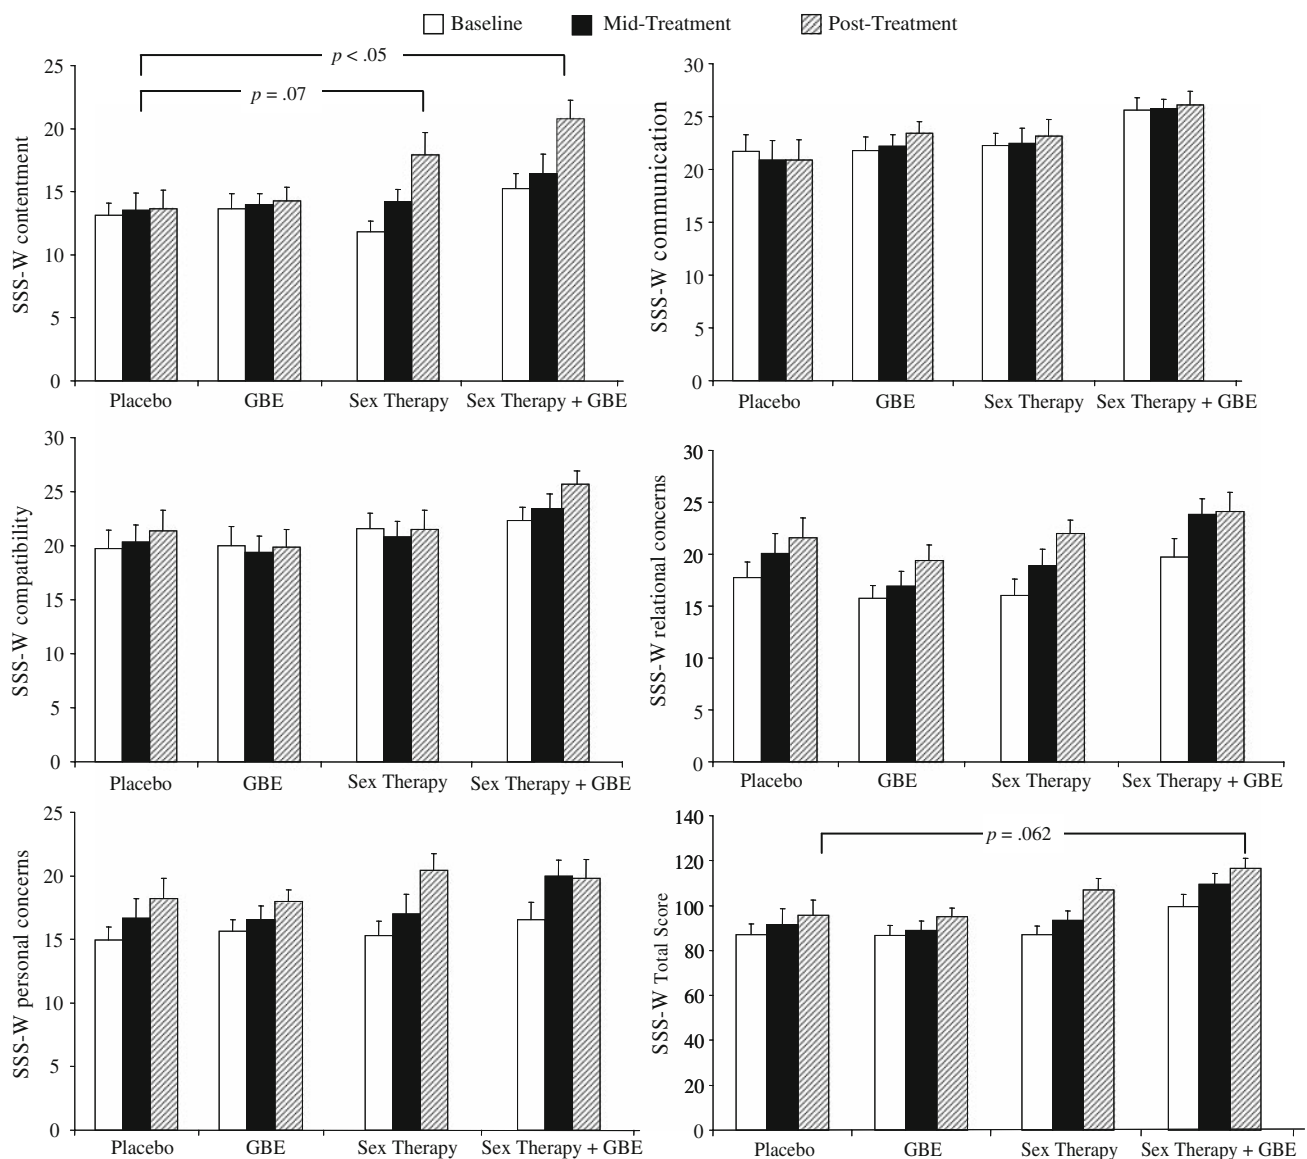 Baseline Mid-Treatment Post-Treatment
SSS-W contentment
25
20
15
10
5
0
p < .05
p = .07
Placebo GBE Sex Therapy Sex Therapy + GBE
SSS-W communication
30
25
20
15
10
5
0
Placebo GBE Sex Therapy Sex Therapy + GBE
SSS-W compatibility
30
25
20
15
10
5
0
Placebo GBE Sex Therapy Sex Therapy + GBE
SSS-W relational concerns
30
25
20
15
10
5
0
Placebo GBE Sex Therapy Sex Therapy + GBE
SSS-W personal concerns
25
20
15
10
5
0
Placebo GBE Sex Therapy Sex Therapy + GBE
SSS-W Total Score
140
120
100
80
60
40
20
0
p = .062
Placebo GBE Sex Therapy Sex Therapy + GBE